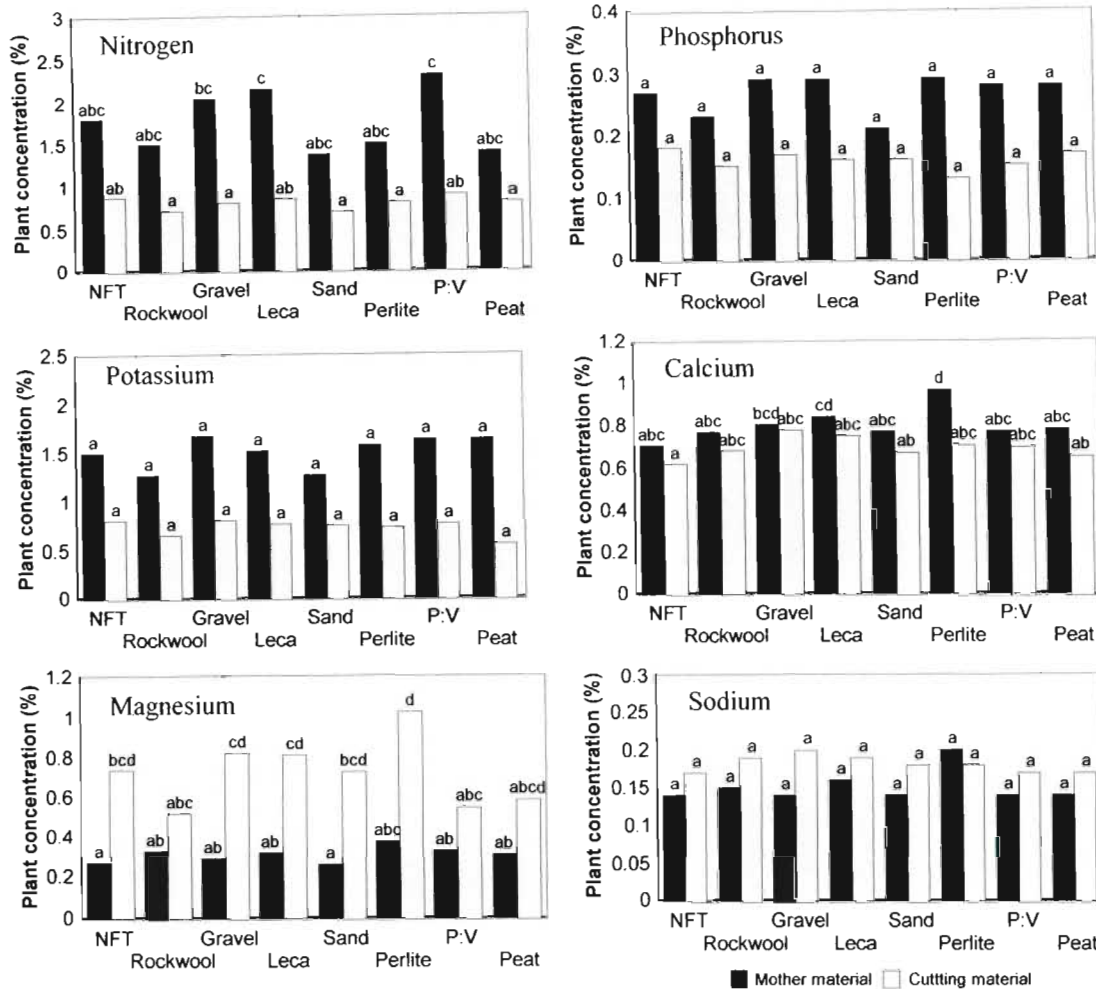 Nitrogen
Plant concentration (%)
3
2.5
2
1.5
1
0.5
0
abc ab abc a bc a c ab abc a abc a c ab abc a
NFT Gravel Sand P:V
Rockwool Leca Perlite Peat
Phosphorus
Plant concentration (%)
0.4
0.3
0.2
0.1
0
a a a a a a a a a a a a a a a a
NFT Gravel Sand P:V
Rockwool Leca Perlite Peat
Potassium
Plant concentration (%)
2.5
2
1.5
1
0.5
0
a a a a a a a a a a a a a a a a
NFT Gravel Sand P:V
Rockwool Leca Perlite Peat
Calcium
Plant concentration (%)
1.2
1
0.8
0.6
0.4
0.2
0
abc a abc abc bcd abc cd abc abc ab d abc abc abc abc ab
NFT Gravel Sand P:V
Rockwool Leca Perlite Peat
Magnesium
Plant concentration (%)
1.2
1
0.8
0.6
0.4
0.2
0
a bcd ab abc ab cd ab cd a bcd abc d ab abc ab abcd
NFT Gravel Sand P:V
Rockwool Leca Perlite Peat
Sodium
Plant concentration (%)
0.3
0.25
0.2
0.15
0.1
0.05
0
a a a a a a a a a a a a a a a a
NFT Gravel Sand P:V
Rockwool Leca Perlite Peat
Mother material Cuttting material